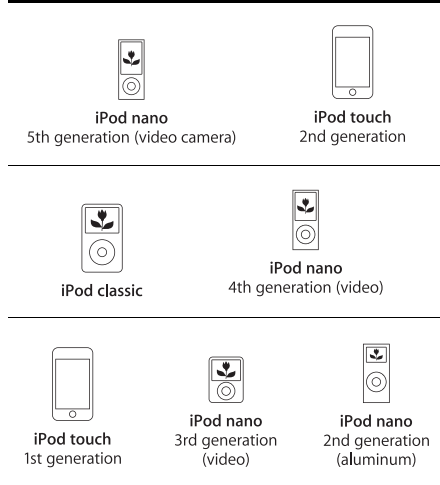 iPod nano
5th generation (video camera)
iPod touch
2nd generation
iPod classic
iPod nano
4th generation (video)
iPod touch
1st generation
iPod nano
3rd generation
(video)
iPod nano
2nd generation
(aluminum)